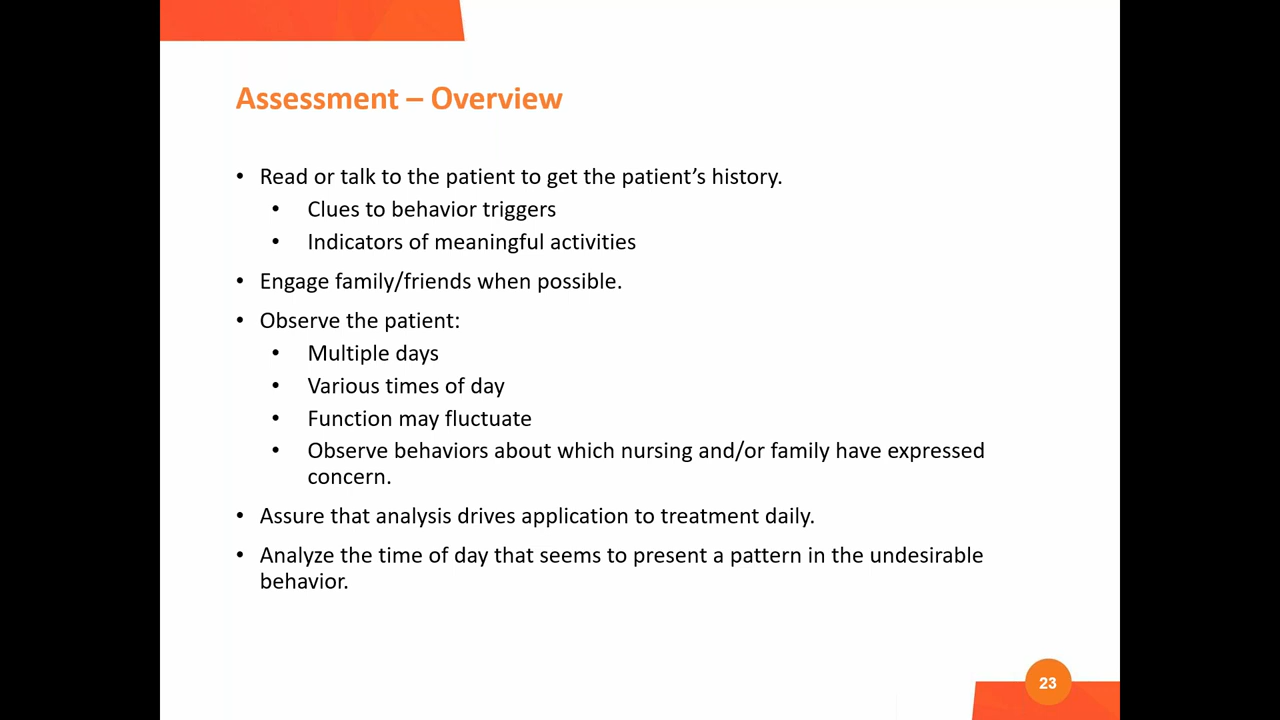 Assessment – Overview
• Read or talk to the patient to get the patient’s history.
• Clues to behavior triggers
• Indicators of meaningful activities
• Engage family/friends when possible.
• Observe the patient:
• Multiple days
• Various times of day
• Function may fluctuate
• Observe behaviors about which nursing and/or family have expressed
concern.
• Assure that analysis drives application to treatment daily.
• Analyze the time of day that seems to present a pattern in the undesirable
behavior.
23